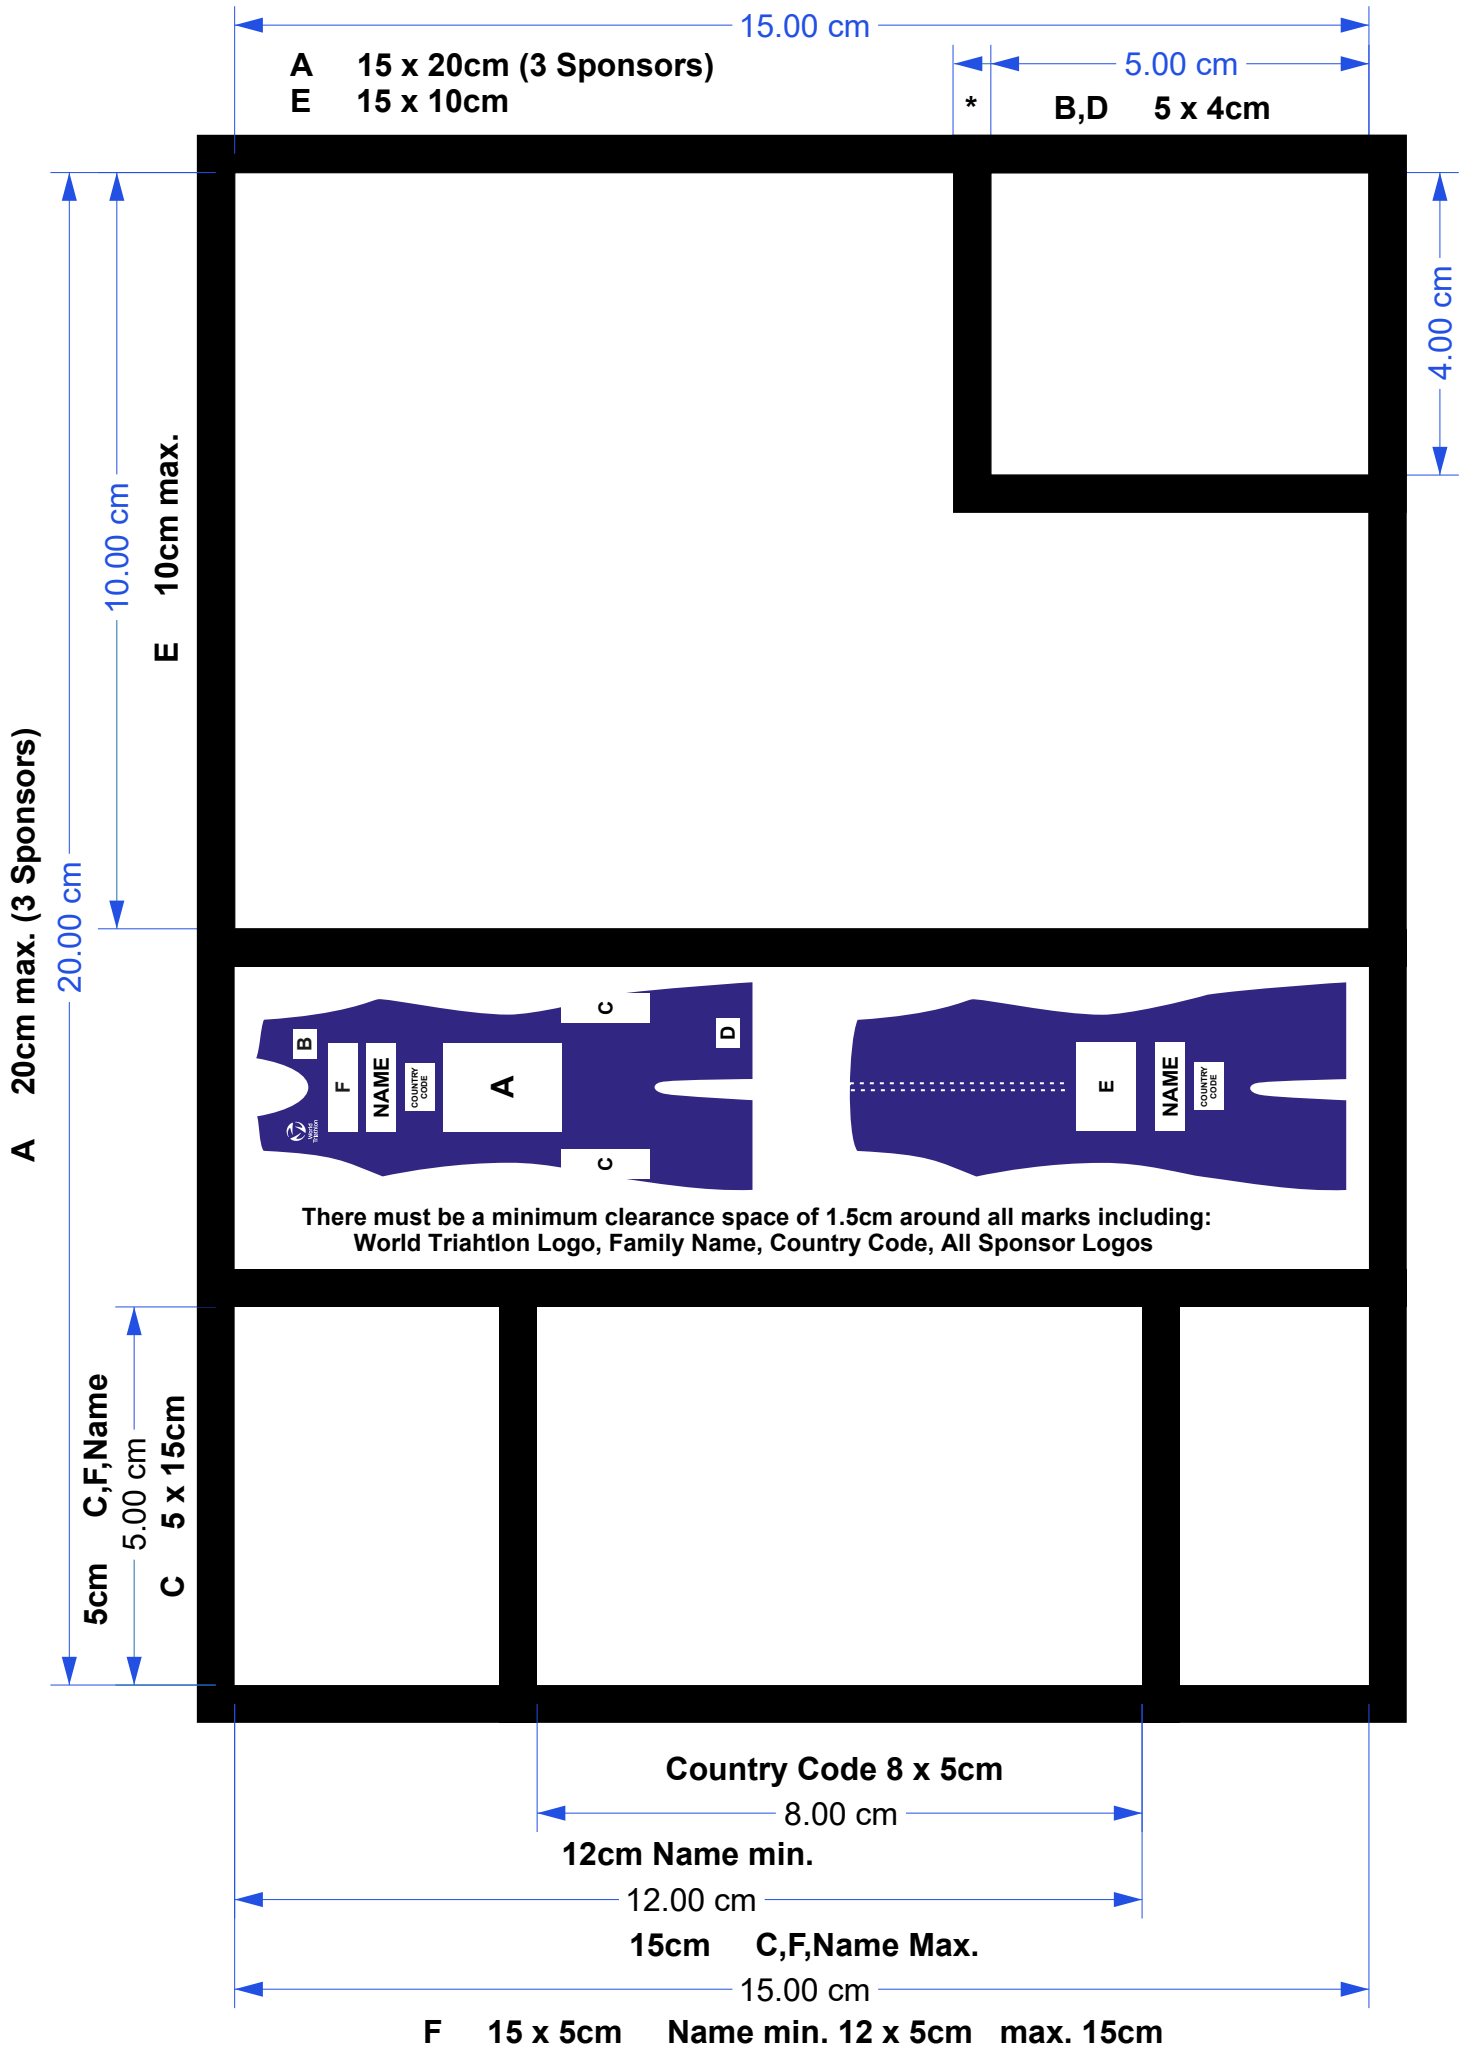 15.00 cm
A 15 x 20cm (3 Sponsors)
5.00 cm
E 15 x 10cm
* B,D 5 x 4cm
4.00 cm
E 10cm max.
10.00 cm
A 20cm max. (3 Sponsors)
20.00 cm
B
F
NAME
COUNTRY
CODE
A
C
C
D
World
Triathlon
E
NAME
COUNTRY
CODE
There must be a minimum clearance space of 1.5cm around all marks including:
World Triahtlon Logo, Family Name, Country Code, All Sponsor Logos
5cm C,F,Name
5.00 cm
C 5 x 15cm
Country Code 8 x 5cm
8.00 cm
12cm Name min.
12.00 cm
15cm C,F,Name Max.
15.00 cm
F 15 x 5cm Name min. 12 x 5cm max. 15cm